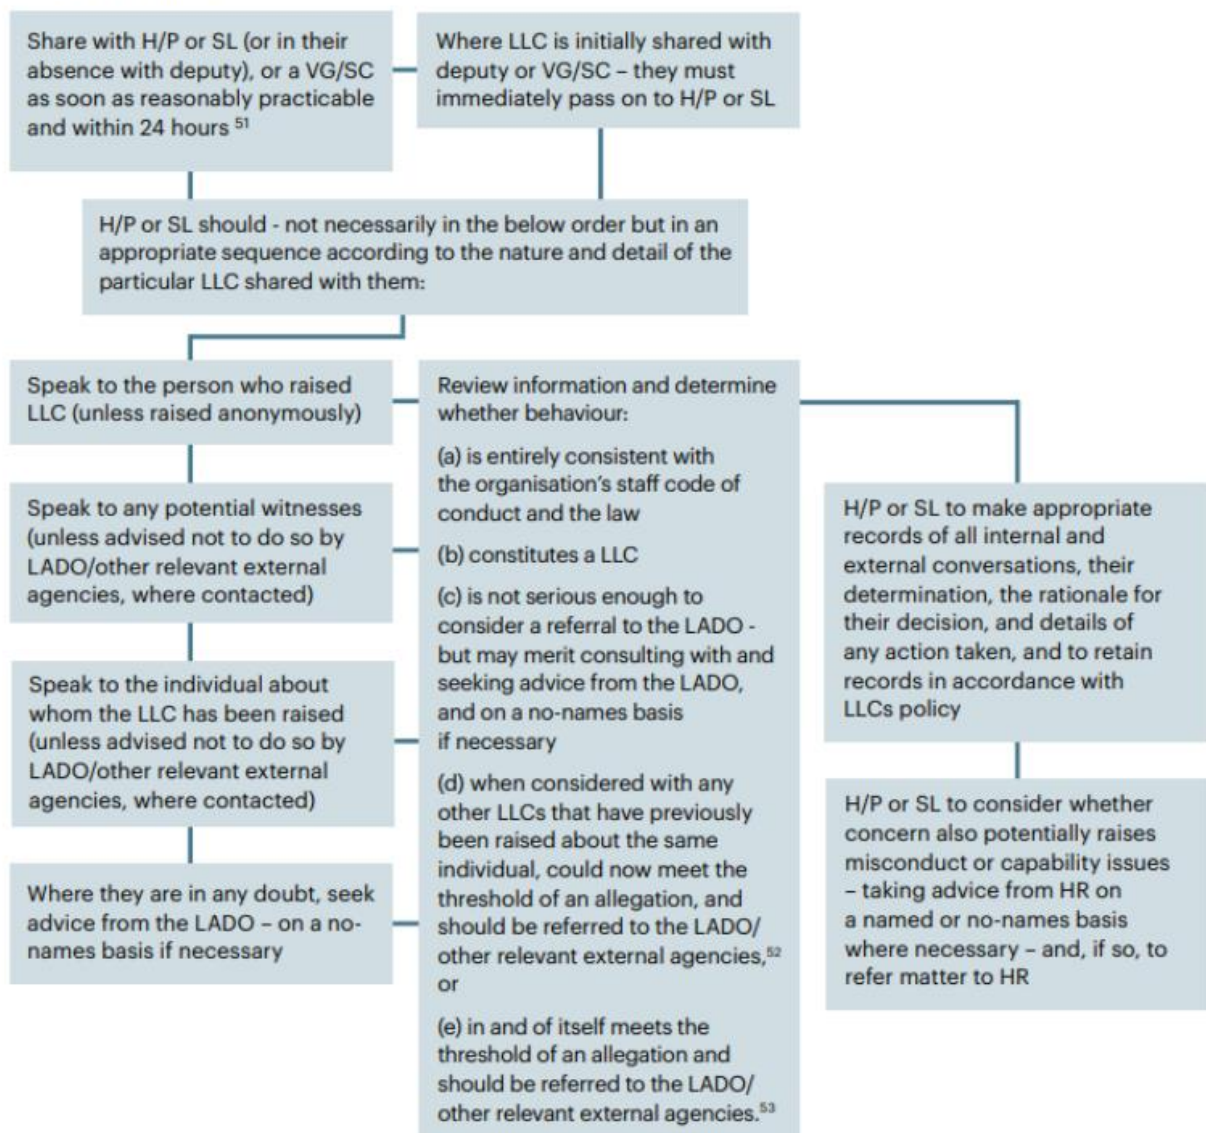 Share with H/P or SL (or in their
absence with deputy), or a VG/SC
as soon as reasonably practicable
and within 24 hours 51
Where LLC is initially shared with
deputy or VG/SC – they must
immediately pass on to H/P or SL
H/P or SL should - not necessarily in the below order but in an
appropriate sequence according to the nature and detail of the
particular LLC shared with them:
Speak to the person who raised
LLC (unless raised anonymously)
Speak to any potential witnesses
(unless advised not to do so by
LADO/other relevant external
agencies, where contacted)
Speak to the individual about
whom the LLC has been raised
(unless advised not to do so by
LADO/other relevant external
agencies, where contacted)
Where they are in any doubt, seek
advice from the LADO – on a no-
names basis if necessary
Review information and determine
whether behaviour:
(a) is entirely consistent with
the organisation's staff code of
conduct and the law
(b) constitutes a LLC
(c) is not serious enough to
consider a referral to the LADO -
but may merit consulting with and
seeking advice from the LADO,
and on a no-names basis
if necessary
(d) when considered with any
other LLCs that have previously
been raised about the same
individual, could now meet the
threshold of an allegation, and
should be referred to the LADO/
other relevant external agencies,52
or
(e) in and of itself meets the
threshold of an allegation and
should be referred to the LADO/
other relevant external agencies.53
H/P or SL to make appropriate
records of all internal and
external conversations, their
determination, the rationale for
their decision, and details of
any action taken, and to retain
records in accordance with
LLCs policy
H/P or SL to consider whether
concern also potentially raises
misconduct or capability issues
– taking advice from HR on
a named or no-names basis
where necessary – and, if so, to
refer matter to HR